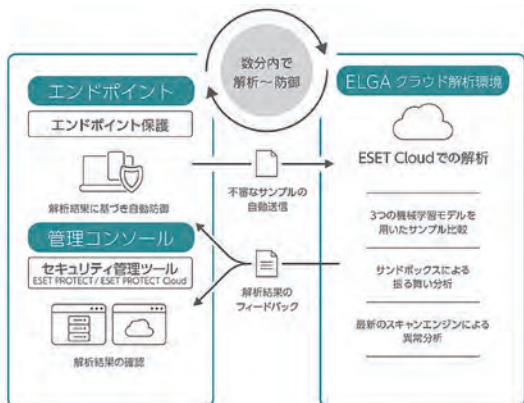 数分内で
解析～防御
エンドポイント
エンドポイント保護
解析結果に基づき自動防御
管理コンソール
セキュリティ管理ツール
ESET PROTECT / ESET PROTECT Cloud
解析結果の確認
不審なサンプルの
自動送信
解析結果の
フィードバック
ELGA クラウド解析環境
ESET Cloudでの解析
3つの機械学習モデルを
用いたサンプル比較
サンドボックスによる
振る舞い分析
最新のスキャンエンジンによる
異常分析